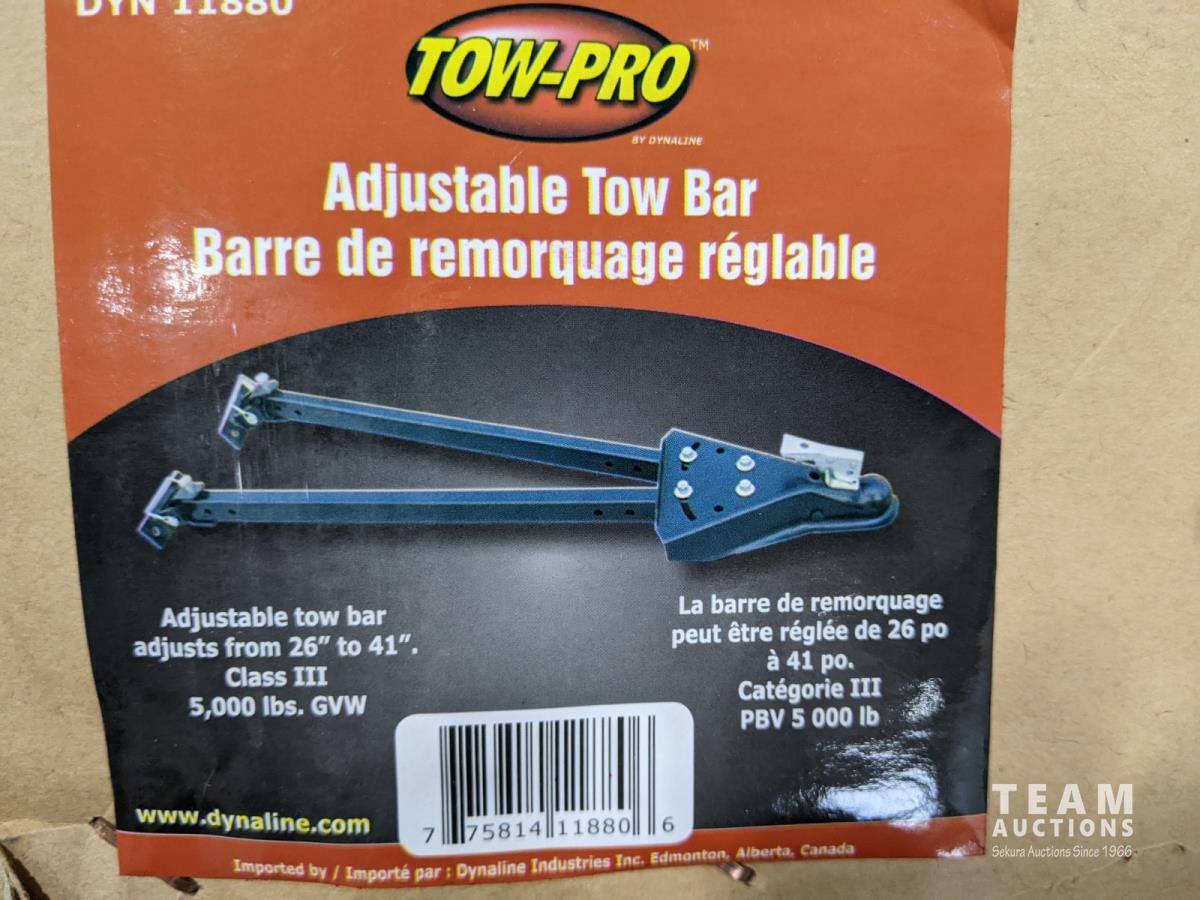 DYN 11880
TOW-PRO™
BY DYNALINE
Adjustable Tow Bar
Barre de remorquage réglable
Adjustable tow bar
adjusts from 26" to 41".
Class III
5,000 lbs. GVW
La barre de remorquage
peut être réglée de 26 po
à 41 po.
Catégorie III
PBV 5 000 lb
www.dynaline.com
7 75814 11880 6
Imported by / Importé par : Dynaline Industries Inc. Edmonton, Alberta, Canada
TEAM
AUCTIONS
Sekura Auctions Since 1966